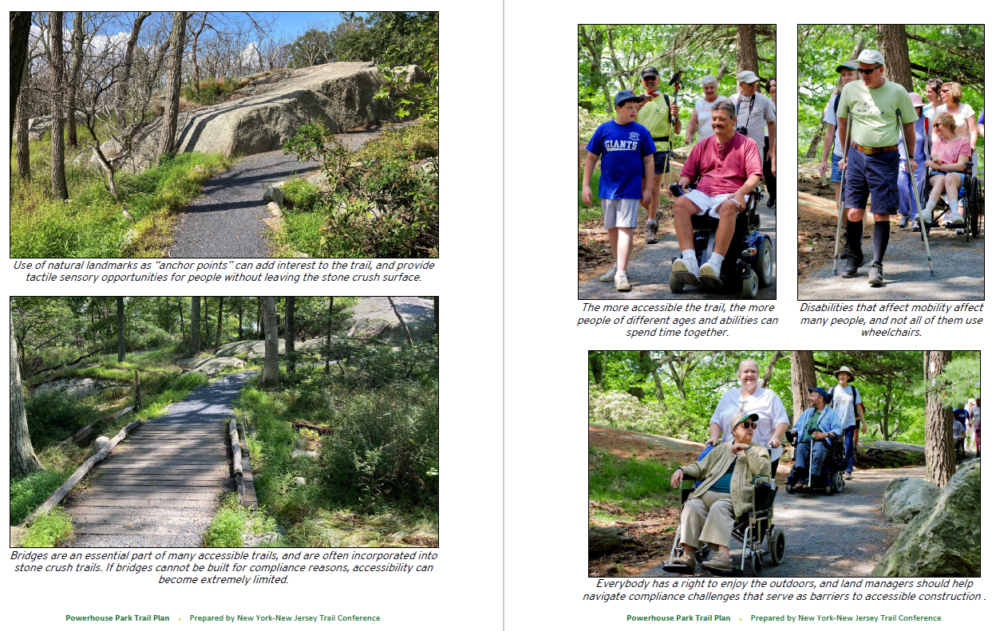 Use of natural landmarks as "anchor points" can add interest to the trail, and provide
tactile sensory opportunities for people without leaving the stone crush surface.
Bridges are an essential part of many accessible trails, and are often incorporated into
stone crush trails. If bridges cannot be built for compliance reasons, accessibility can
become extremely limited.
Powerhouse Park Trail Plan • Prepared by New York-New Jersey Trail Conference
GIANTS
The more accessible the trail, the more
people of different ages and abilities can
spend time together.
Disabilities that affect mobility affect
many people, and not all of them use
wheelchairs.
Everybody has a right to enjoy the outdoors, and land managers should help
navigate compliance challenges that serve as barriers to accessible construction .
Powerhouse Park Trail Plan • Prepared by New York-New Jersey Trail Conference